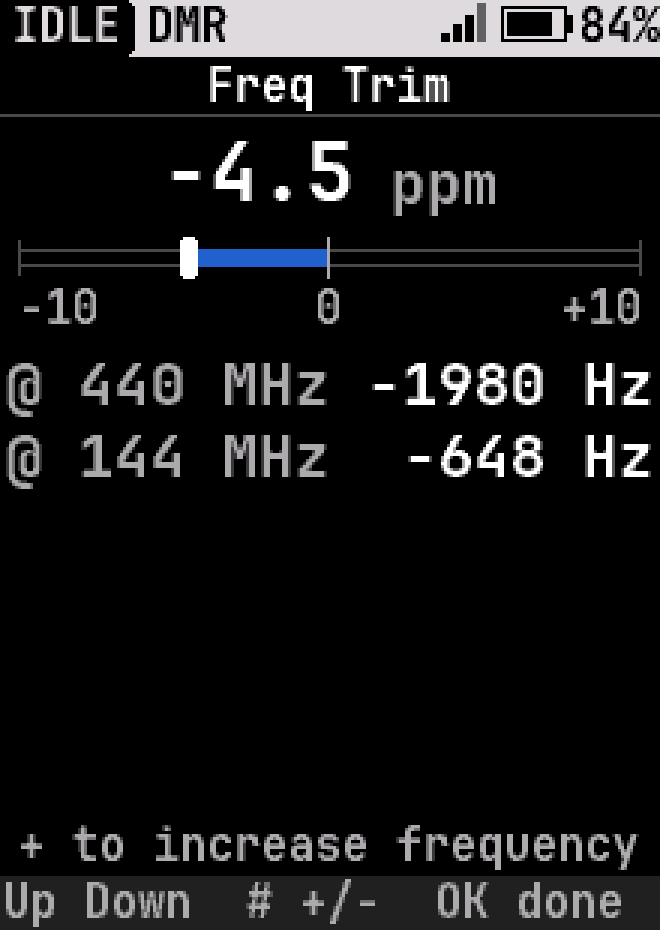 IDLE DMR 84%
Freq Trim
-4.5 ppm
-10 0 +10
@ 440 MHz -1980 Hz
@ 144 MHz -648 Hz
+ to increase frequency
Up Down # +/- OK done